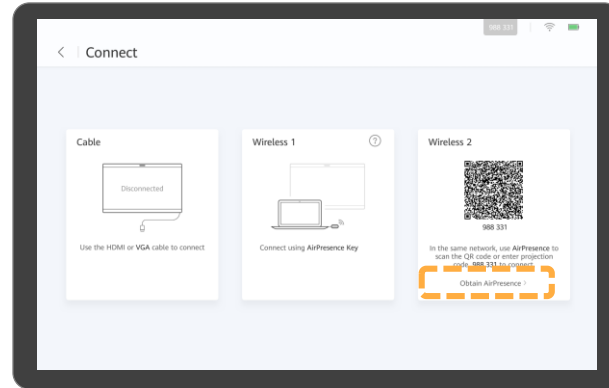 988 331
Connect
Cable
Disconnected
Use the HDMI or VGA cable to connect
Wireless 1
?
Connect using AirPresence Key
Wireless 2
988 331
In the same network, use AirPresence to
scan the QR code or enter projection
code 988 331 to connect
Obtain AirPresence